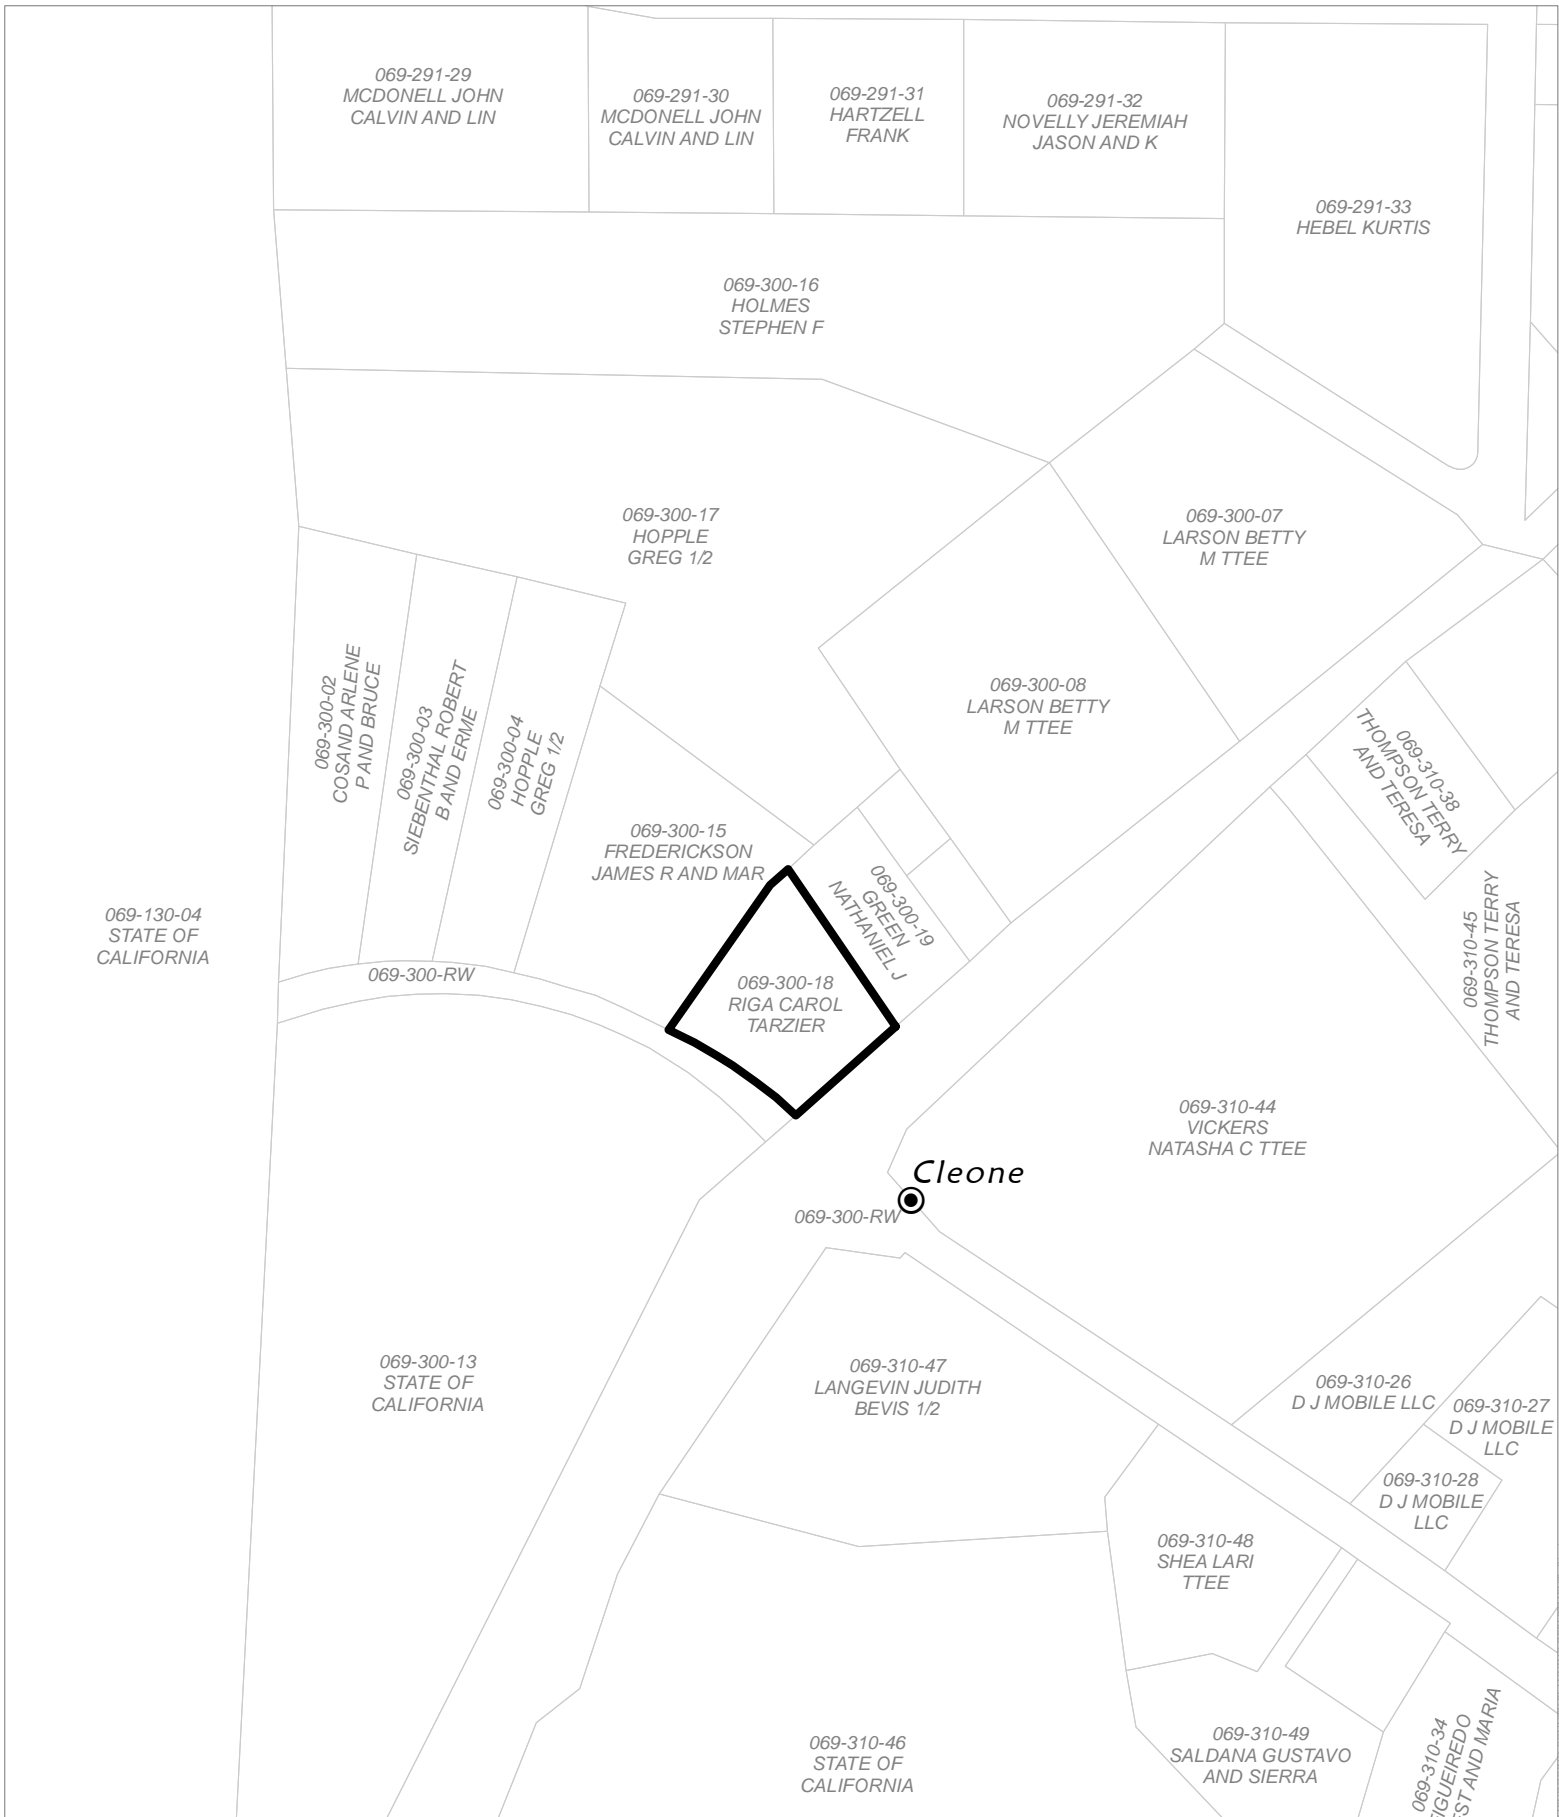 069-291-29
MCDONELL JOHN
CALVIN AND LIN
069-291-30
MCDONELL JOHN
CALVIN AND LIN
069-291-31
HARTZELL
FRANK
069-291-32
NOVELLY JEREMIAH
JASON AND K
069-291-33
HEBEL KURTIS
069-300-16
HOLMES
STEPHEN F
069-300-17
HOPPLE
GREG 1/2
069-300-07
LARSON BETTY
M TTEE
069-300-08
LARSON BETTY
M TTEE
069-300-02
COSAND ARLENE
P AND BRUCE
069-300-03
SIEBENTHAL ROBERT
B AND ERME
069-300-04
HOPPLE
GREG 1/2
069-310-38
THOMPSON TERRY
AND TERESA
069-300-15
FREDERICKSON
JAMES R AND MAR
069-300-19
GREEN
NATHANIEL J
069-130-04
STATE OF
CALIFORNIA
069-310-45
THOMPSON TERRY
AND TERESA
069-300-RW
069-300-18
RIGA CAROL
TARZIER
069-310-44
VICKERS
NATASHA C TTEE
Cleone
069-300-RW
069-300-13
STATE OF
CALIFORNIA
069-310-47
LANGEVIN JUDITH
BEVIS 1/2
069-310-26
D J MOBILE LLC
069-310-27
D J MOBILE
LLC
069-310-28
D J MOBILE
LLC
069-310-48
SHEA LARI
TTEE
069-310-46
STATE OF
CALIFORNIA
069-310-49
SALDANA GUSTAVO
AND SIERRA
069-310-34
IGUEIREDO
ST AND MARIA